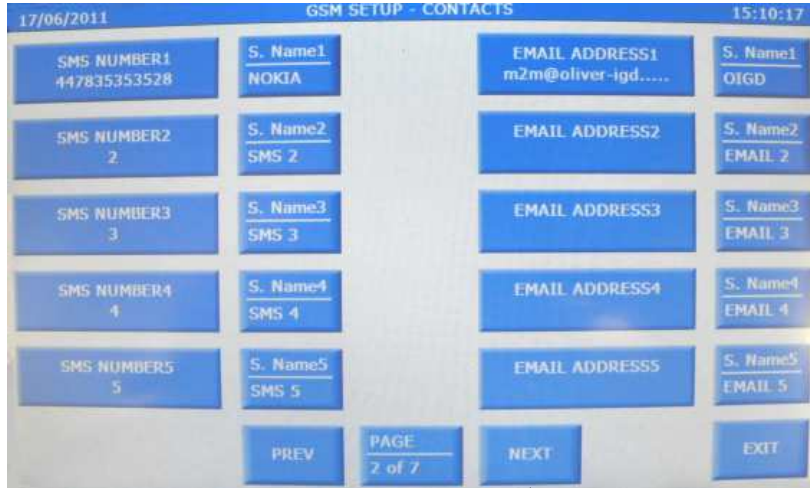 17/06/2011 GSM SETUP - CONTACTS 15:10:17
SMS NUMBER1
447835353528
S. Name1
NOKIA
EMAIL ADDRESS1
m2m@oliver-igd.....
S. Name1
OIGD
SMS NUMBER2
2
S. Name2
SMS 2
EMAIL ADDRESS2
S. Name2
EMAIL 2
SMS NUMBER3
3
S. Name3
SMS 3
EMAIL ADDRESS3
S. Name3
EMAIL 3
SMS NUMBER4
4
S. Name4
SMS 4
EMAIL ADDRESS4
S. Name4
EMAIL 4
SMS NUMBER5
5
S. Name5
SMS 5
EMAIL ADDRESS5
S. Name5
EMAIL 5
PREV
PAGE
2 of 7
NEXT
EXIT